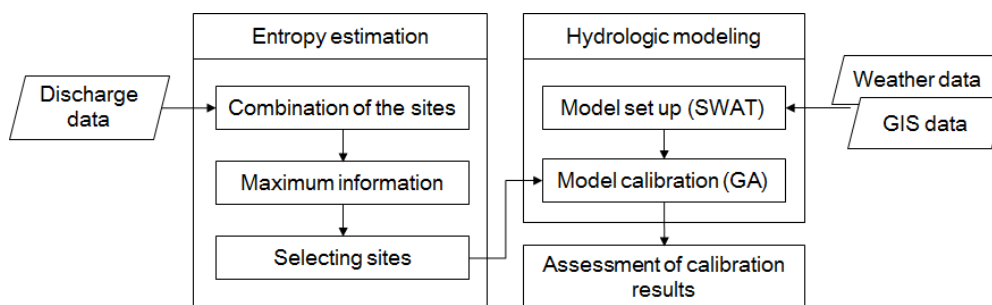 Entropy estimation
Hydrologic modeling
Discharge
data
Combination of the sites
Maximum information
Selecting sites
Model set up (SWAT)
Model calibration (GA)
Weather data
GIS data
Assessment of calibration
results